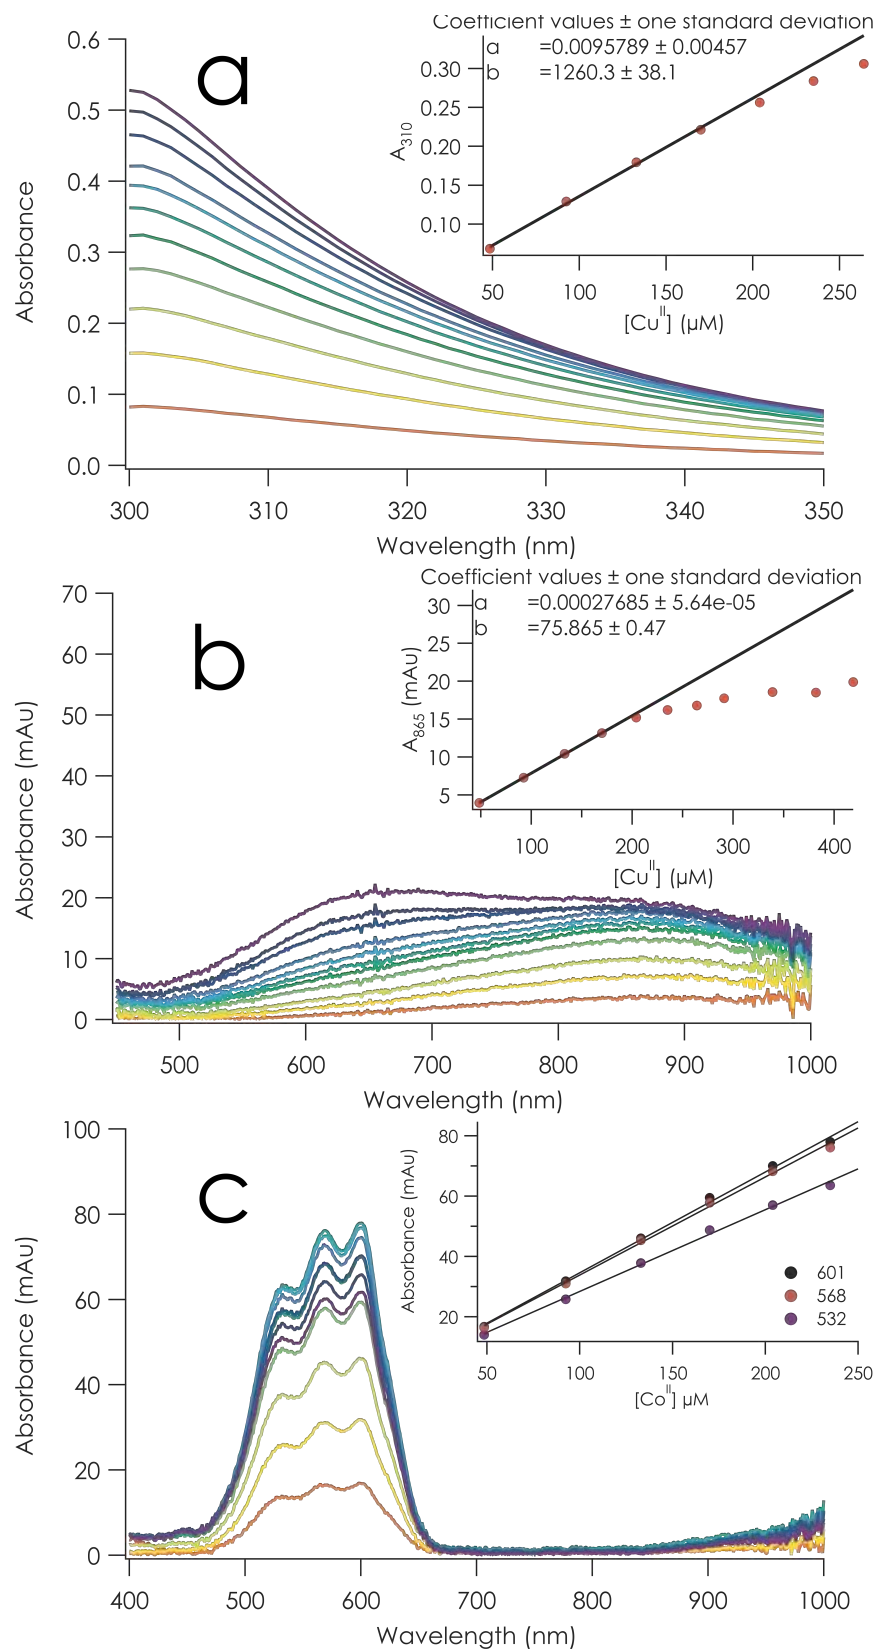 a
Coefficient values ± one standard deviation
a =0.0095789 ± 0.00457
b =1260.3 ± 38.1
A310
0.30
0.25
0.20
0.15
0.10
50 100 150 200 250
[CuII] (µM)
Absorbance
0.6
0.5
0.4
0.3
0.2
0.1
0.0
300 310 320 330 340 350
Wavelength (nm)
b
Coefficient values ± one standard deviation
a =0.00027685 ± 5.64e-05
b =75.865 ± 0.47
A865 (mAu)
30
25
20
15
10
5
100 200 300 400
[CuII] (µM)
Absorbance (mAu)
70
60
50
40
30
20
10
0
500 600 700 800 900 1000
Wavelength (nm)
c
Absorbance (mAu)
80
60
40
20
601
568
532
50 100 150 200 250
[CoII] µM
Absorbance (mAu)
100
80
60
40
20
0
400 500 600 700 800 900 1000
Wavelength (nm)